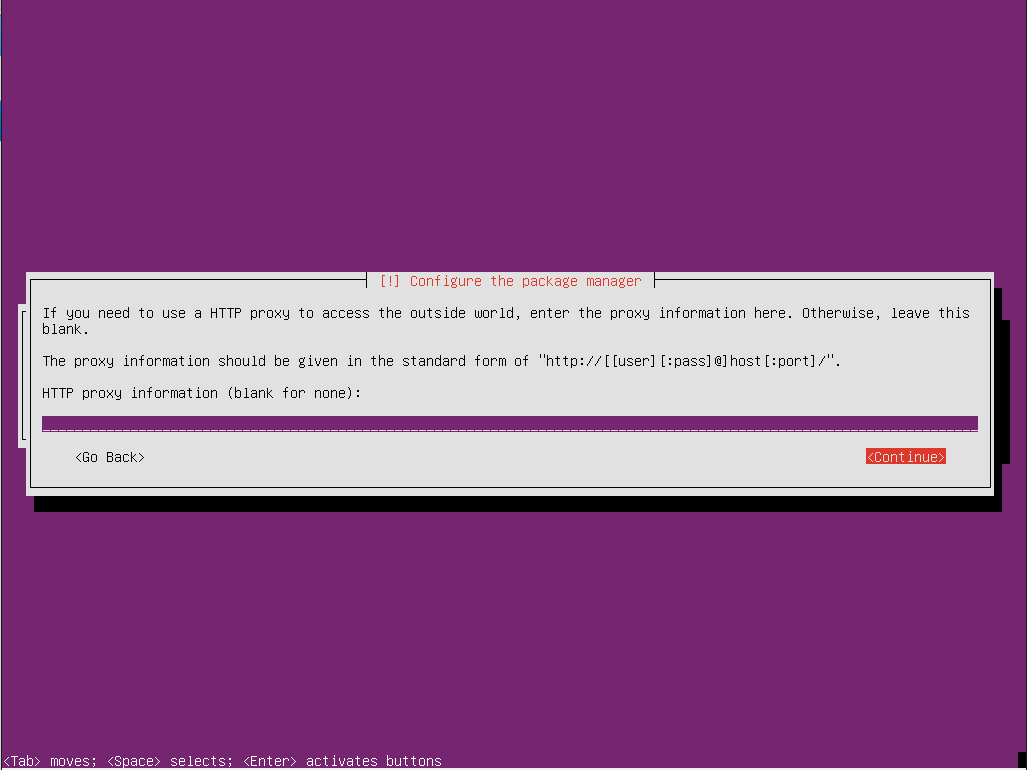 [!] Configure the package manager
If you need to use a HTTP proxy to access the outside world, enter the proxy information here. Otherwise, leave this
blank.
The proxy information should be given in the standard form of "http://[[user][:pass]@]host[:port]/".
HTTP proxy information (blank for none):
<Go Back> <Continue>
<Tab> moves; <Space> selects; <Enter> activates buttons